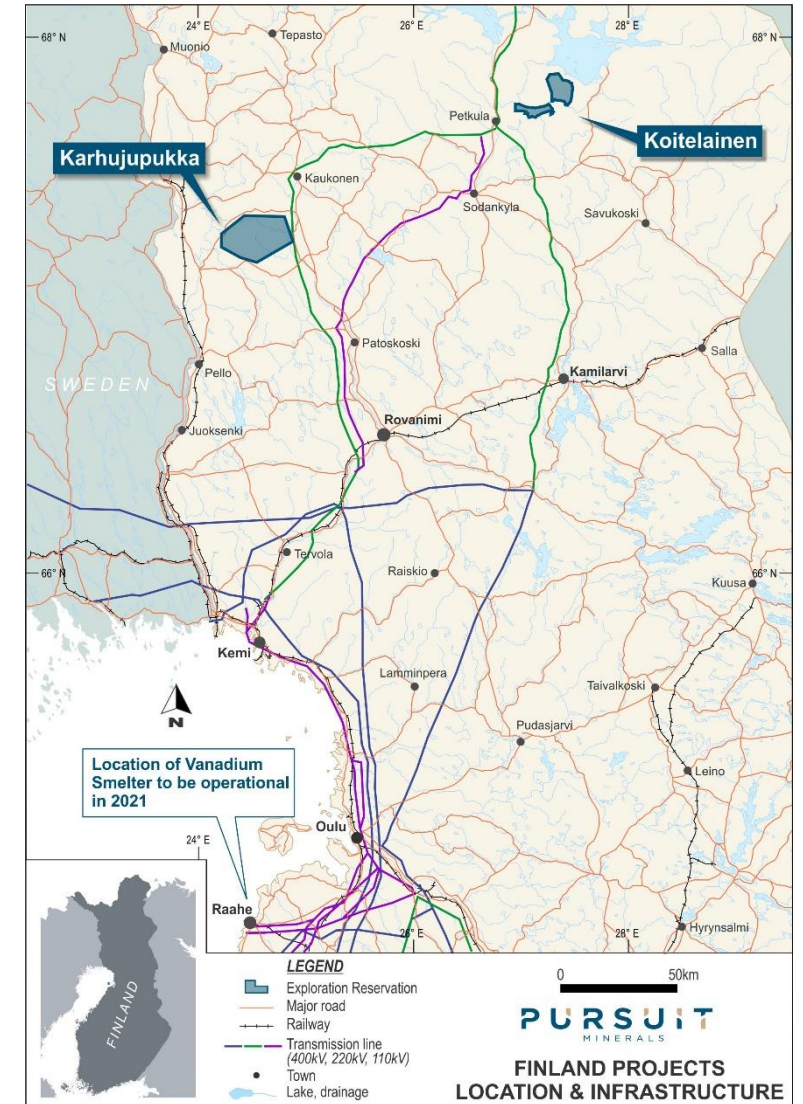 24° E
26° E
28° E
68° N
68° N
Muonio
Tepasto
Petkula
Karhujupukka
Koitelainen
Kaukonen
Sodankyla
Savukoski
Patoskoski
Salla
Pello
Kamilarvi
SWEDEN
Juoksenki
Rovanimi
Tervola
66° N
Raiskio
66° N
Kuusa
Kemi
Lamminpera
Taivalkoski
N
Pudasjarvi
Location of Vanadium
Smelter to be operational
in 2021
Leino
Oulu
24° E
Raahe
26° E
28° E
Hyrynsalmi
FINLAND
LEGEND
Exploration Reservation
Major road
Railway
Transmission line
(400kV, 220kV, 110kV)
Town
Lake, drainage
0 50km
PURSUIT
MINERALS
FINLAND PROJECTS
LOCATION & INFRASTRUCTURE